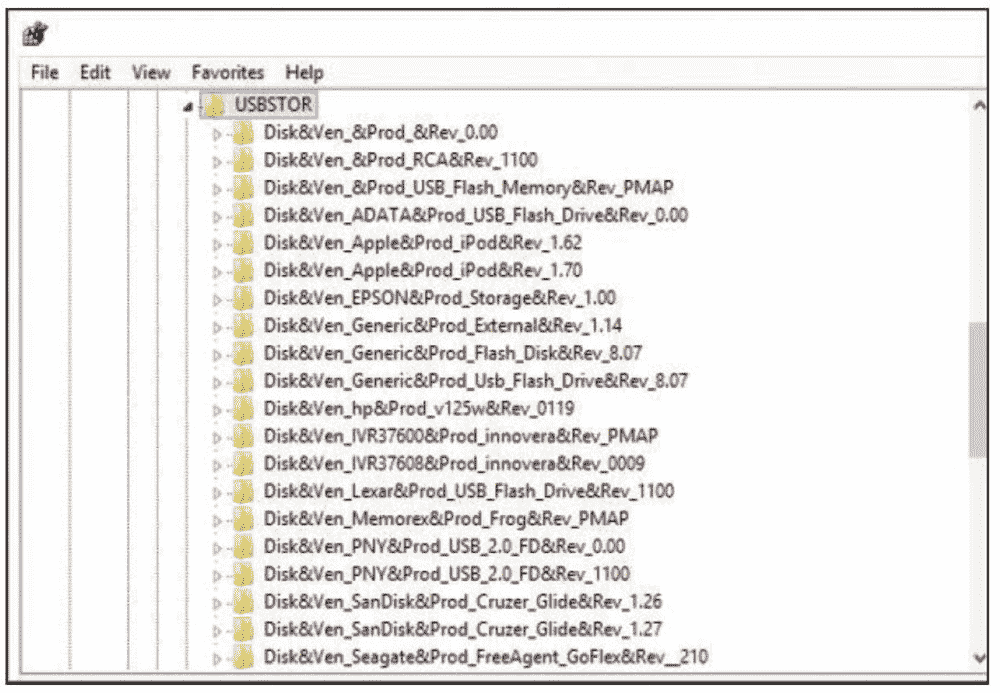 File Edit View Favorites Help
USBSTOR
Disk&Ven_&Prod_&Rev_0.00
Disk&Ven_&Prod_RCA&Rev_1100
Disk&Ven_&Prod_USB_Flash_Memory&Rev_PMAP
Disk&Ven_ADATA&Prod_USB_Flash_Drive&Rev_0.00
Disk&Ven_Apple&Prod_iPod&Rev_1.62
Disk&Ven_Apple&Prod_iPod&Rev_1.70
Disk&Ven_EPSON&Prod_Storage&Rev_1.00
Disk&Ven_Generic&Prod_External&Rev_1.14
Disk&Ven_Generic&Prod_Flash_Disk&Rev_8.07
Disk&Ven_Generic&Prod_Usb_Flash_Drive&Rev_8.07
Disk&Ven_hp&Prod_v125w&Rev_0119
Disk&Ven_IVR37600&Prod_innovera&Rev_PMAP
Disk&Ven_IVR37608&Prod_innovera&Rev_0009
Disk&Ven_Lexar&Prod_USB_Flash_Drive&Rev_1100
Disk&Ven_Memorex&Prod_Frog&Rev_PMAP
Disk&Ven_PNY&Prod_USB_2.0_FD&Rev_0.00
Disk&Ven_PNY&Prod_USB_2.0_FD&Rev_1100
Disk&Ven_SanDisk&Prod_Cruzer_Glide&Rev_1.26
Disk&Ven_SanDisk&Prod_Cruzer_Glide&Rev_1.27
Disk&Ven_Seagate&Prod_FreeAgent_GoFlex&Rev__210